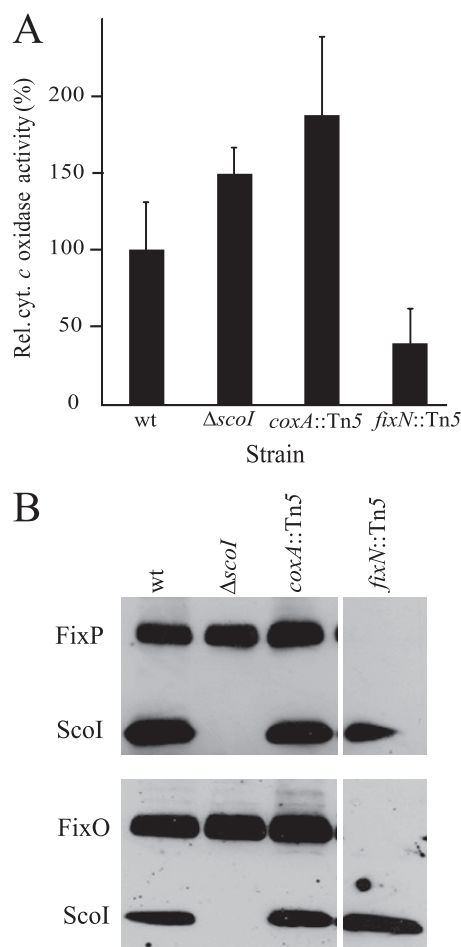 A
Rel. cyt. c oxidase activity (%)
200
150
100
50
0
wt ΔscoI coxA::Tn5 fixN::Tn5
Strain
B
wt ΔscoI coxA::Tn5 fixN::Tn5
FixP
ScoI
FixO
ScoI